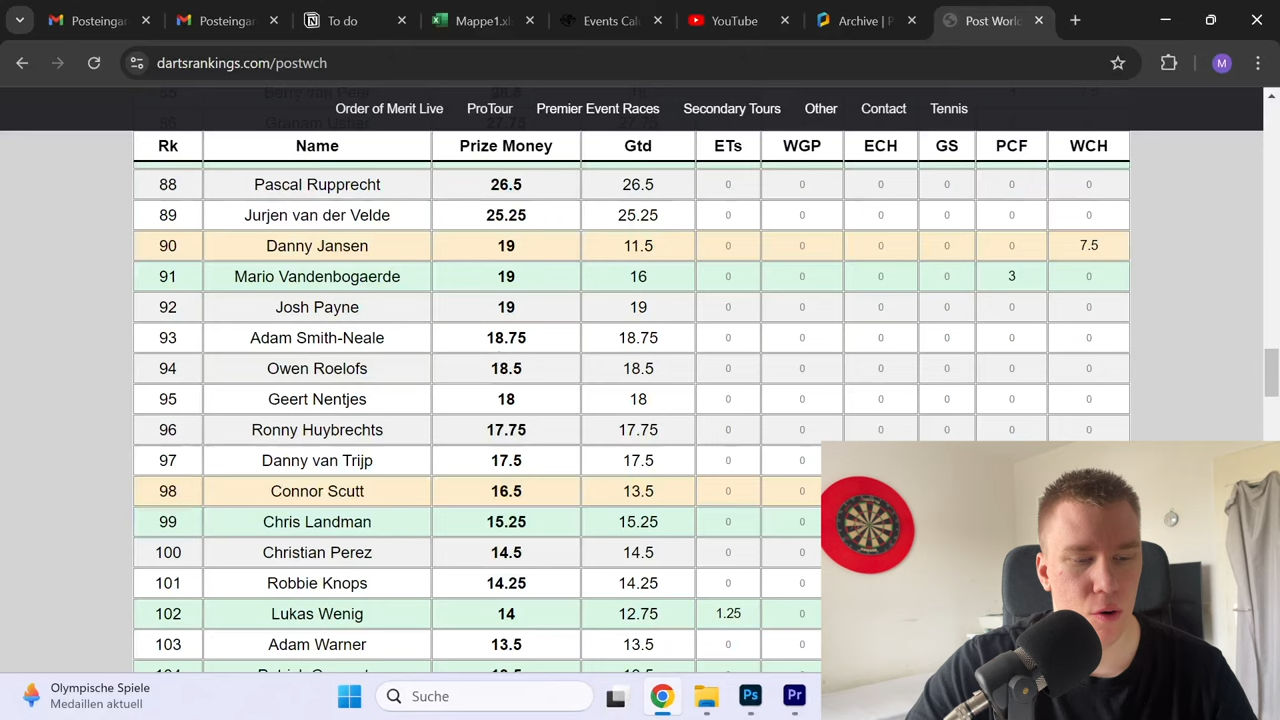 Posteingan
Posteingan
To do
Mappe1.xl
Events Cal
YouTube
Archive | P
Post Worl
dartsrankings.com/postwch
M
Order of Merit Live ProTour Premier Event Races Secondary Tours Other Contact Tennis
Rk Name Prize Money Gtd ETs WGP ECH GS PCF WCH
88 Pascal Rupprecht 26.5 26.5 0 0 0 0 0 0
89 Jurjen van der Velde 25.25 25.25 0 0 0 0 0 0
90 Danny Jansen 19 11.5 0 0 0 0 0 7.5
91 Mario Vandenbogaerde 19 16 0 0 0 0 3 0
92 Josh Payne 19 19 0 0 0 0 0 0
93 Adam Smith-Neale 18.75 18.75 0 0 0 0 0 0
94 Owen Roelofs 18.5 18.5 0 0 0 0 0 0
95 Geert Nentjes 18 18 0 0 0 0 0 0
96 Ronny Huybrechts 17.75 17.75 0 0 0 0 0 0
97 Danny van Trijp 17.5 17.5 0 0
98 Connor Scutt 16.5 13.5 0 0
99 Chris Landman 15.25 15.25 0 0
100 Christian Perez 14.5 14.5 0 0
101 Robbie Knops 14.25 14.25 0 0
102 Lukas Wenig 14 12.75 1.25 0
103 Adam Warner 13.5 13.5 0 0
Olympische Spiele
Medaillen aktuell
Suche
Ps
Pr